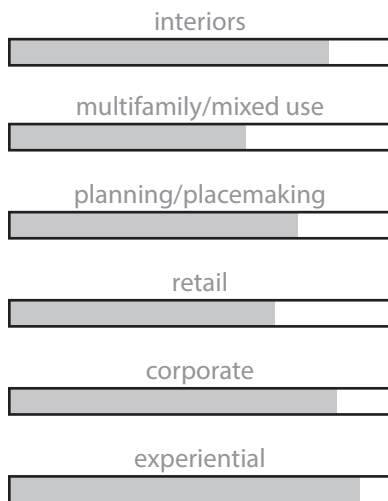 interiors
multifamily/mixed use
planning/placemaking
retail
corporate
experiential